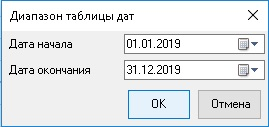 Диапазон таблицы дат
Дата начала 01.01.2019
Дата окончания 31.12.2019
OK Отмена